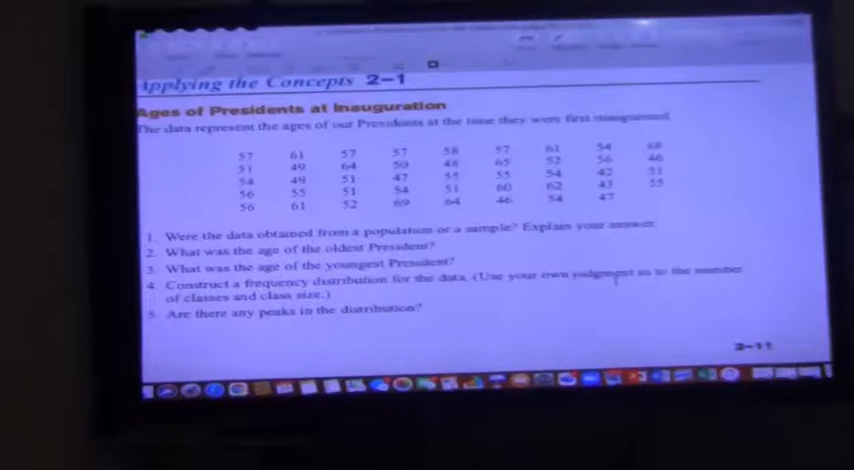 Applying the Concepts 2–1
Ages of Presidents at Inauguration
The data represent the ages of our Presidents at the time they were first inaugurated.
57 61 57 57 58 57 61 54 68
51 49 64 50 48 65 52 56 46
54 49 51 47 55 55 54 42 51
56 55 51 54 51 60 62 43 55
56 61 52 69 64 46 54 47
1. Were the data obtained from a population or a sample? Explain your answer.
2. What was the age of the oldest President?
3. What was the age of the youngest President?
4. Construct a frequency distribution for the data. (Use your own judgment as to the number
of classes and class size.)
5. Are there any peaks in the distribution?
2–11